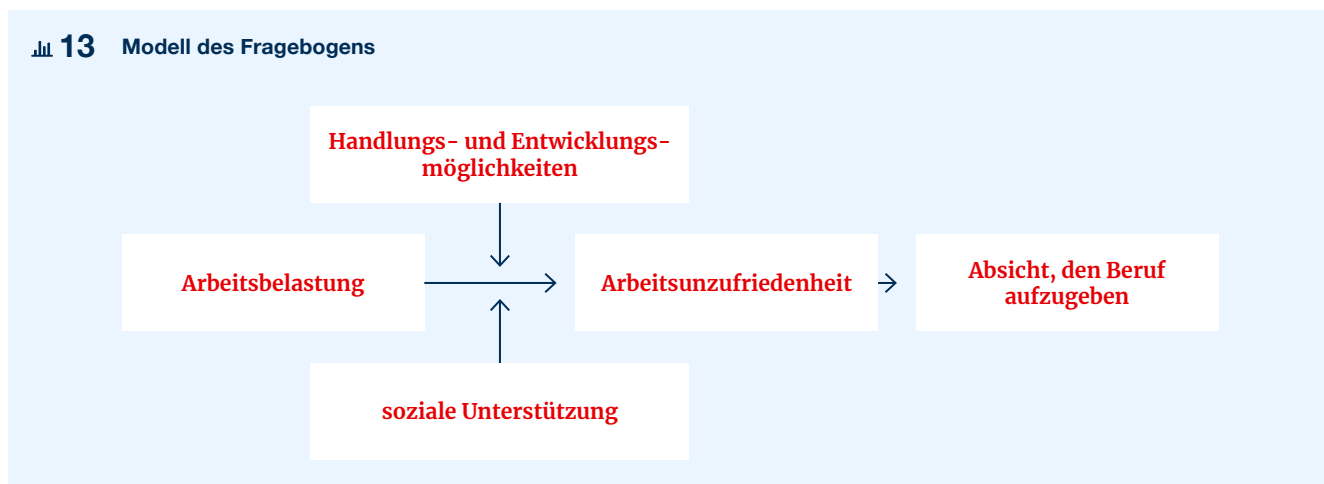 13 Modell des Fragebogens
Handlungs- und Entwicklungs-
möglichkeiten
Arbeitsbelastung
Arbeitsunzufriedenheit
Absicht, den Beruf
aufzugeben
soziale Unterstützung